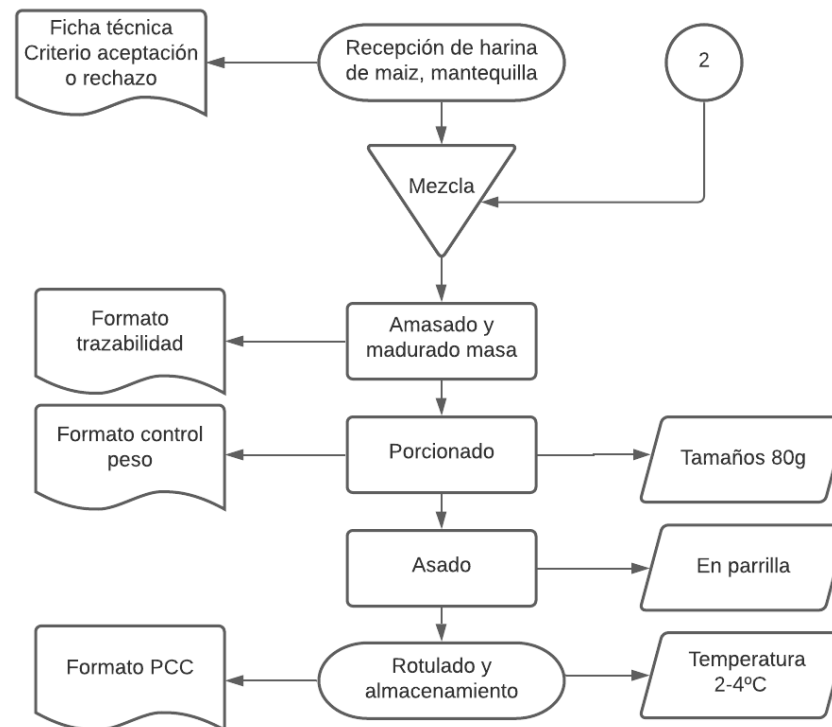 Ficha técnica
Criterio aceptación
o rechazo
Recepción de harina
de maiz, mantequilla
2
Mezcla
Formato
trazabilidad
Amasado y
madurado masa
Formato control
peso
Porcionado
Tamaños 80g
Asado
En parrilla
Formato PCC
Rotulado y
almacenamiento
Temperatura
2-4ºC